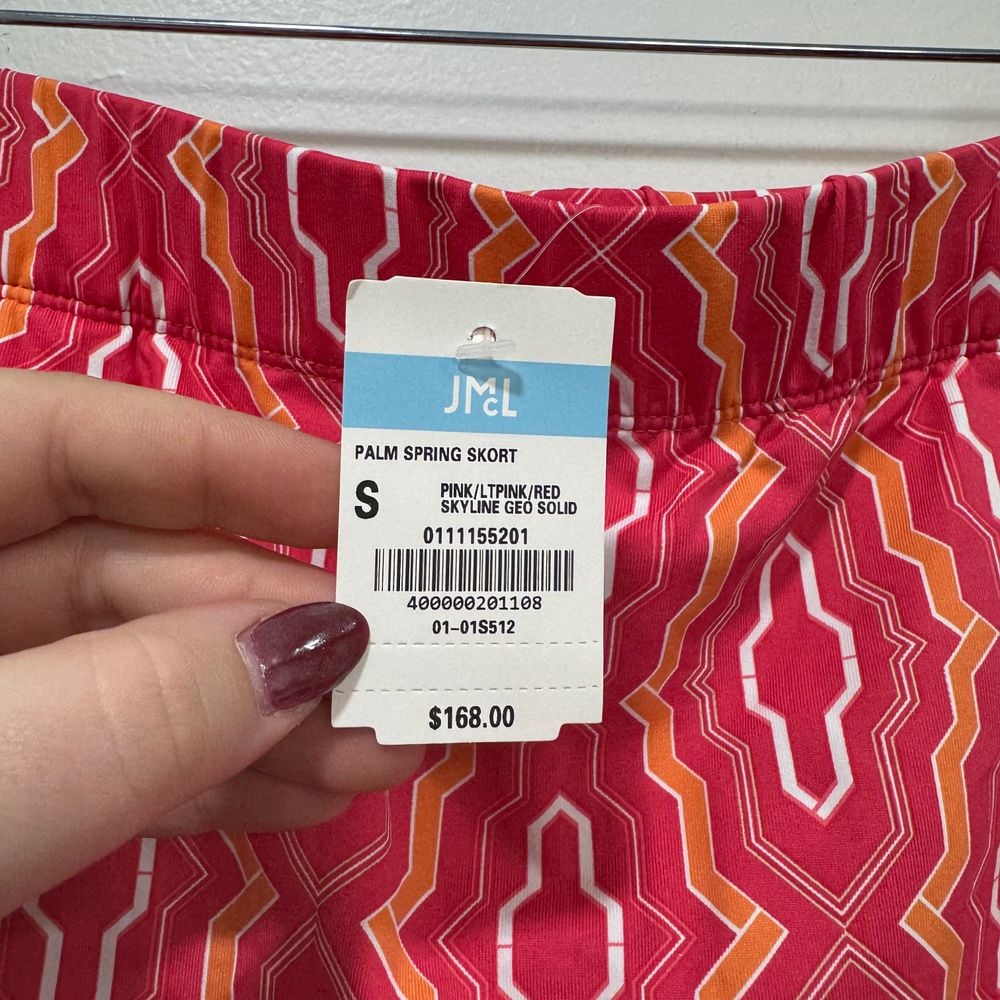 JMcL
PALM SPRING SKORT
S
PINK/LTPINK/RED
SKYLINE GEO SOLID
0111155201
400000201108
01-01S512
$168.00